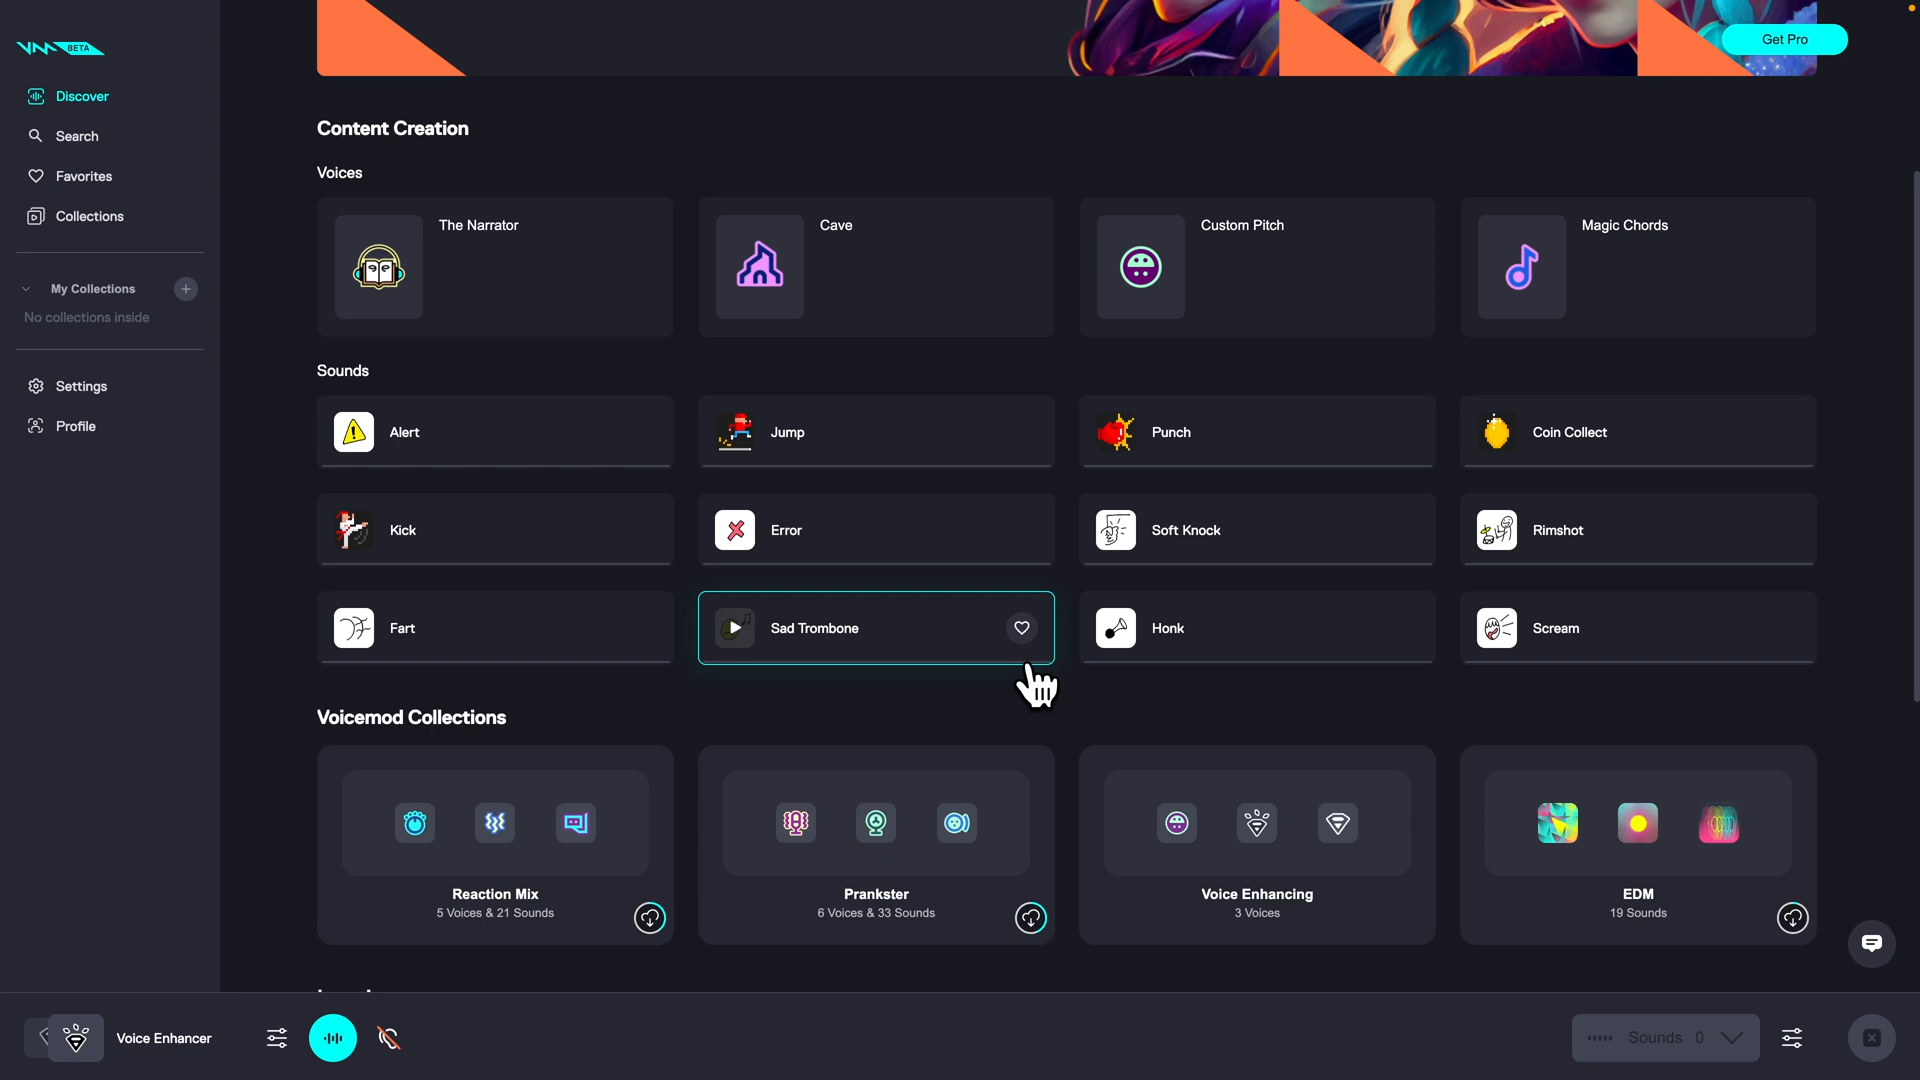 VM BETA
Get Pro
Discover
Search
Favorites
Collections
My Collections
No collections inside
Settings
Profile
Content Creation
Voices
The Narrator
Cave
Custom Pitch
Magic Chords
Sounds
Alert
Jump
Punch
Coin Collect
Kick
Error
Soft Knock
Rimshot
Fart
Sad Trombone
Honk
Scream
Voicemod Collections
Reaction Mix
5 Voices & 21 Sounds
Prankster
6 Voices & 33 Sounds
Voice Enhancing
3 Voices
EDM
19 Sounds
Voice Enhancer
Sounds 0